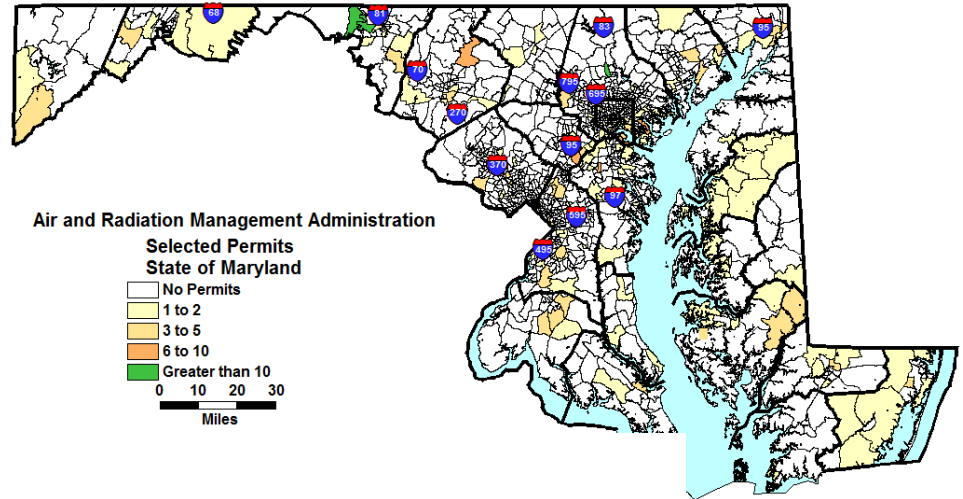 68
81
83
95
70
795
695
270
95
370
97
595
495
Air and Radiation Management Administration
Selected Permits
State of Maryland
No Permits
1 to 2
3 to 5
6 to 10
Greater than 10
0 10 20 30
Miles